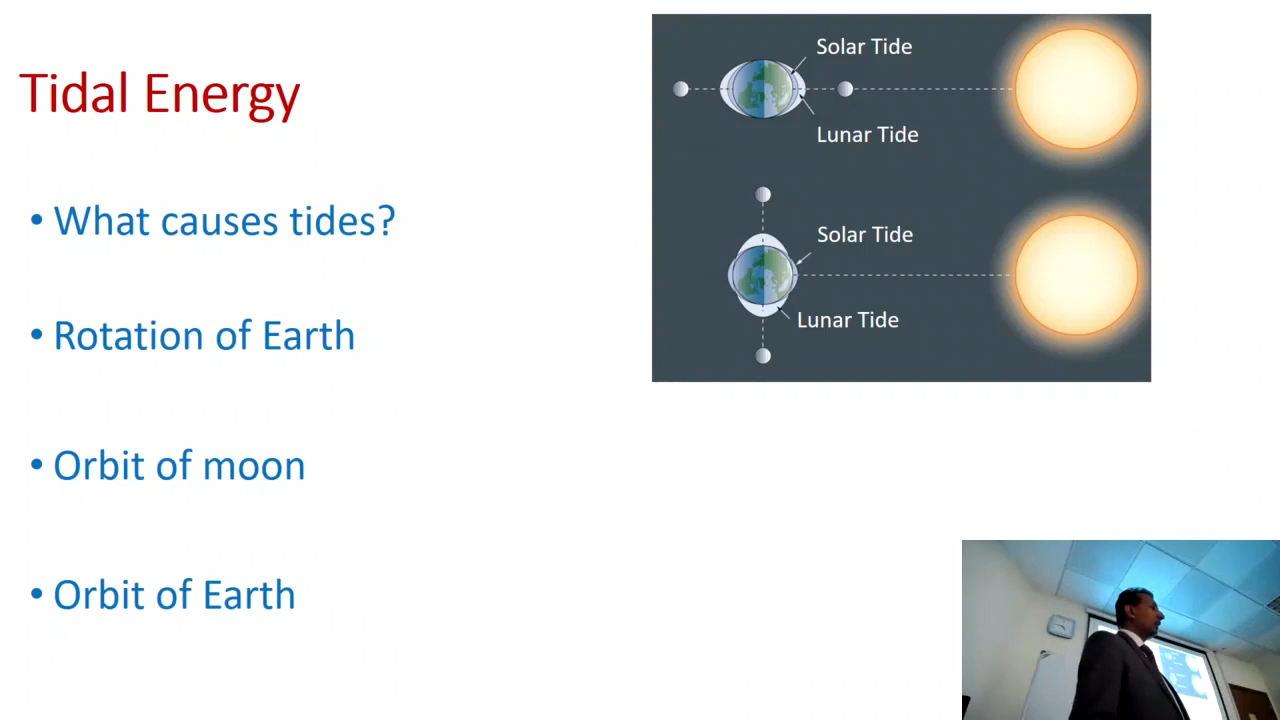 Tidal Energy
• What causes tides?
• Rotation of Earth
• Orbit of moon
• Orbit of Earth
Solar Tide
Lunar Tide
Solar Tide
Lunar Tide